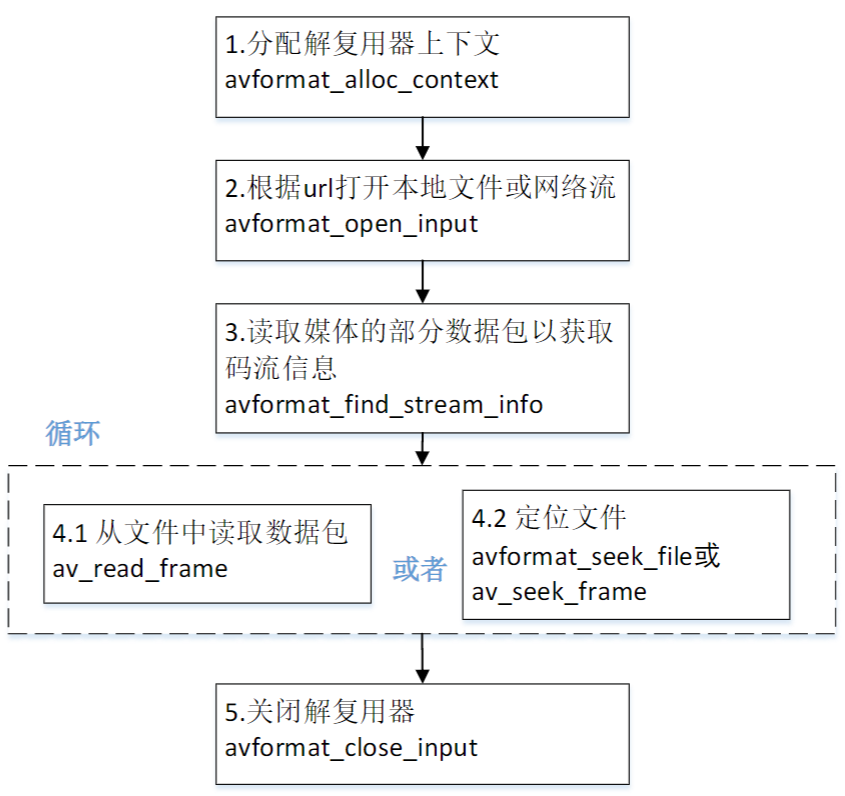 1.分配解复用器上下文
avformat_alloc_context
2.根据url打开本地文件或网络流
avformat_open_input
3.读取媒体的部分数据包以获取
码流信息
avformat_find_stream_info
循环
4.1 从文件中读取数据包
av_read_frame
或者
4.2 定位文件
avformat_seek_file或
av_seek_frame
5.关闭解复用器
avformat_close_input